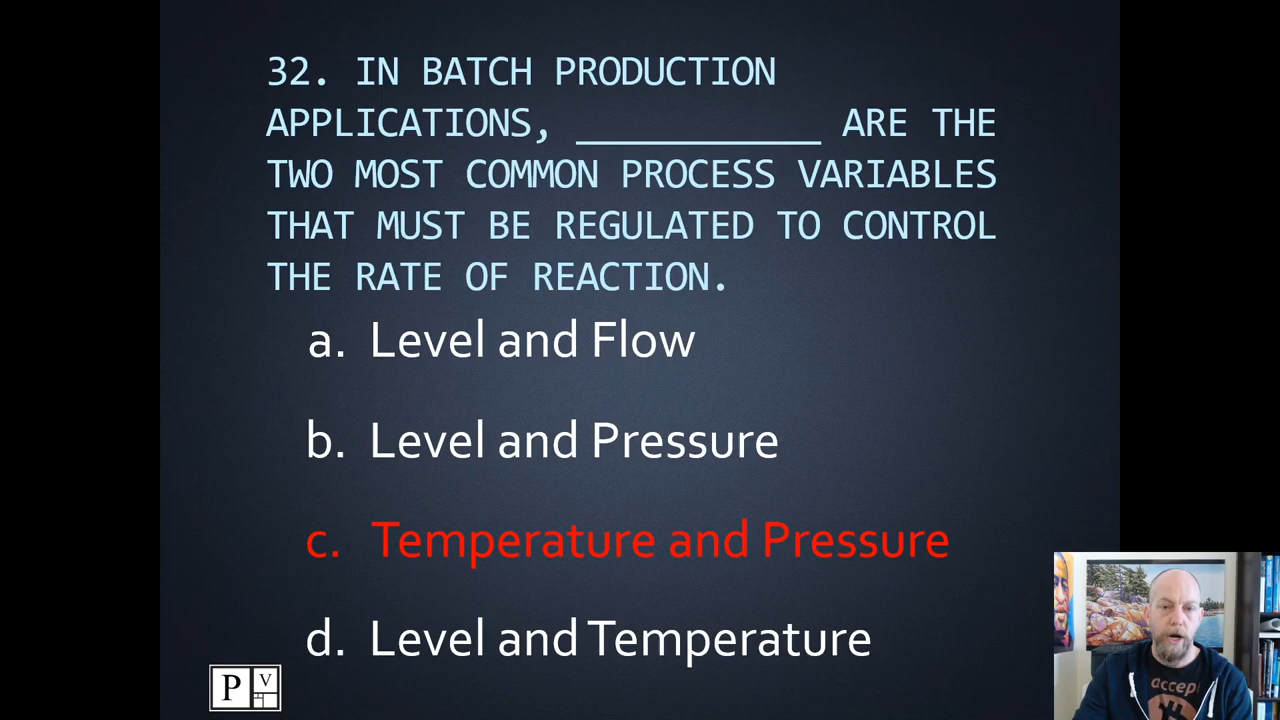 32. IN BATCH PRODUCTION
APPLICATIONS, ___________ ARE THE
TWO MOST COMMON PROCESS VARIABLES
THAT MUST BE REGULATED TO CONTROL
THE RATE OF REACTION.
a. Level and Flow
b. Level and Pressure
c. Temperature and Pressure
d. Level and Temperature
P V
accept